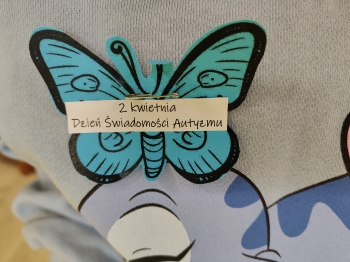 2 kwietnia
Dzień Świadomości Autyzmu